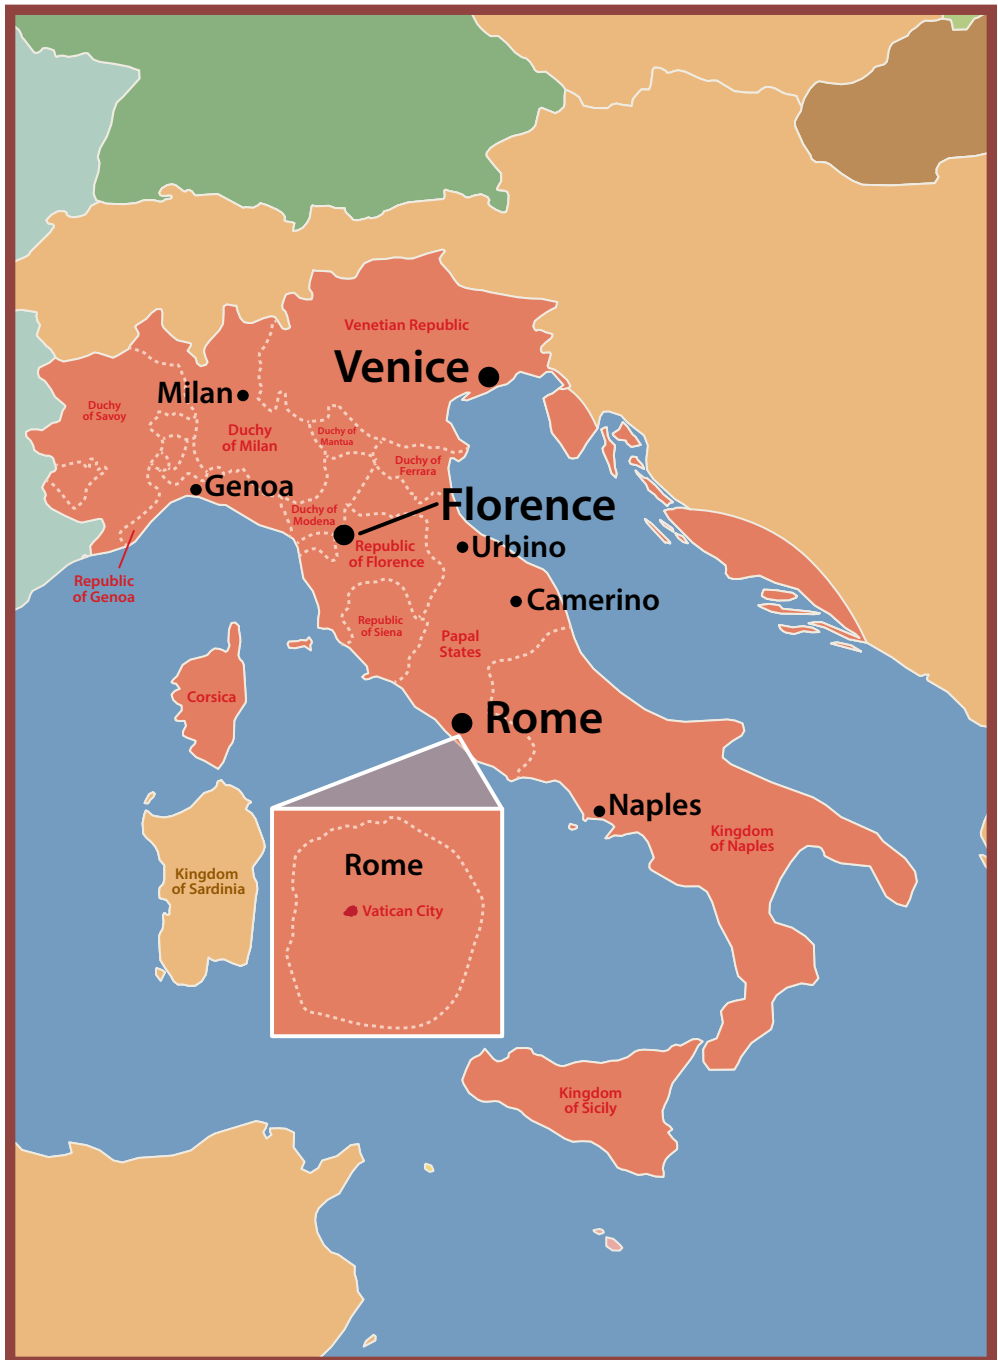 Venetian Republic
Venice
Milan
Duchy
of Savoy
Duchy
of Milan
Duchy of
Mantua
Duchy of
Ferrara
Genoa
Florence
Duchy of
Modena
Urbino
Republic
of Florence
Republic
of Genoa
Camerino
Republic
of Siena
Papal
States
Corsica
Rome
Naples
Kingdom
of Naples
Kingdom
of Sardinia
Rome
Vatican City
Kingdom
of Sicily